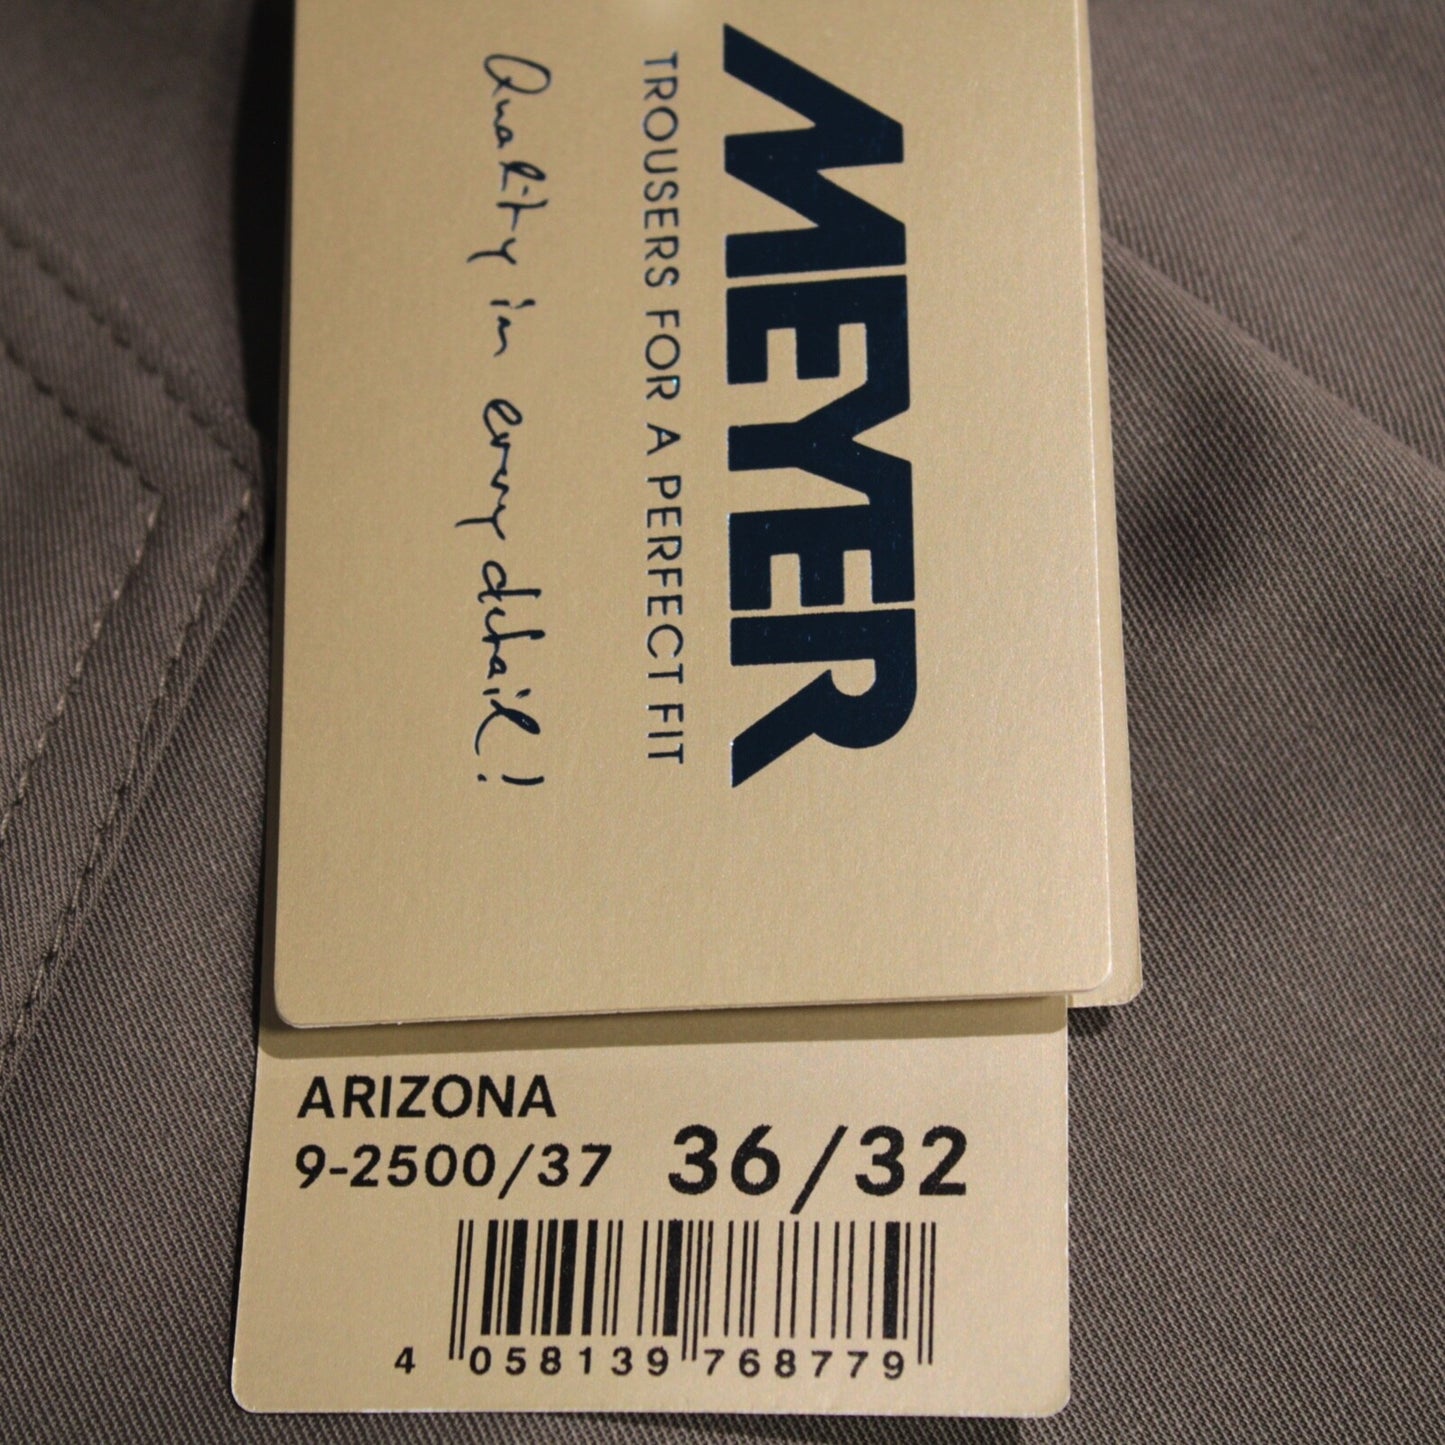 MEYER
TROUSERS FOR A PERFECT FIT
Quality in every detail!
ARIZONA
9-2500/37 36/32
4 058139 768779